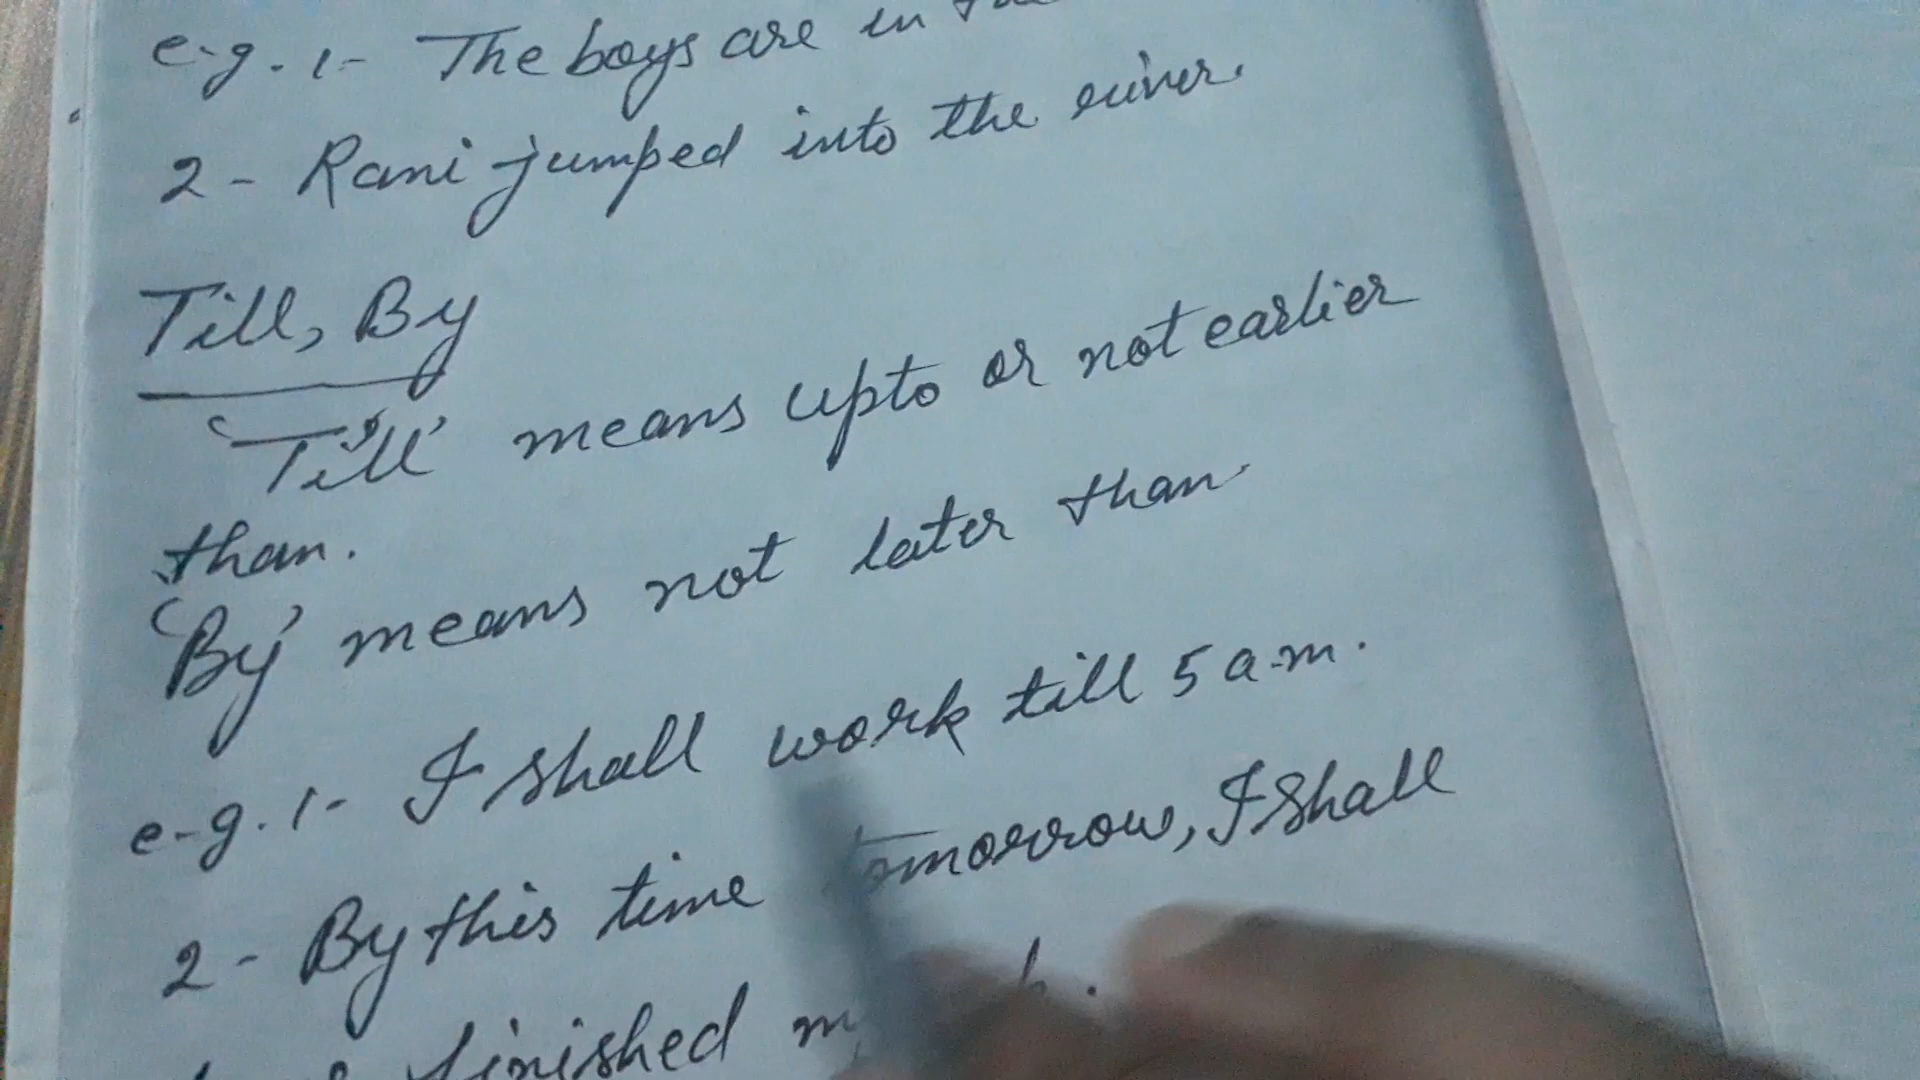 e.g. 1- The boys are in
2- Rani jumped into the river.
Till, By
'Till' means upto or not earlier
than.
'By' means not later than
e.g. 1- I shall work till 5 a.m.
2- By this time tomorrow, I shall
finished